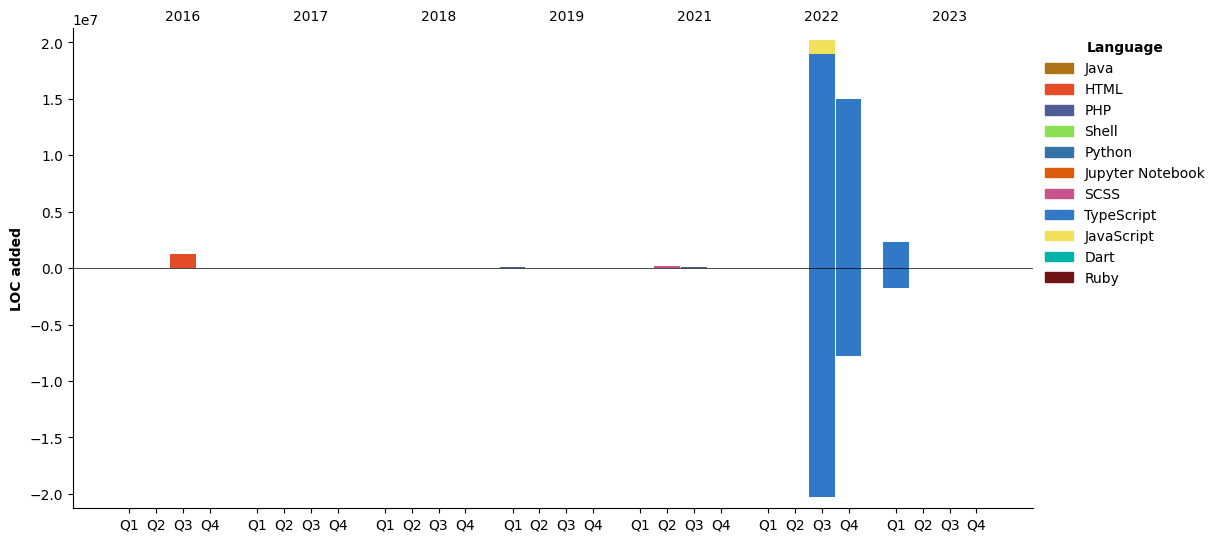 1e7
2016 2017 2018 2019 2021 2022 2023
LOC added
2.0
1.5
1.0
0.5
0.0
−0.5
−1.0
−1.5
−2.0
Q1 Q2 Q3 Q4 Q1 Q2 Q3 Q4 Q1 Q2 Q3 Q4 Q1 Q2 Q3 Q4 Q1 Q2 Q3 Q4 Q1 Q2 Q3 Q4 Q1 Q2 Q3 Q4
Language
Java
HTML
PHP
Shell
Python
Jupyter Notebook
SCSS
TypeScript
JavaScript
Dart
Ruby